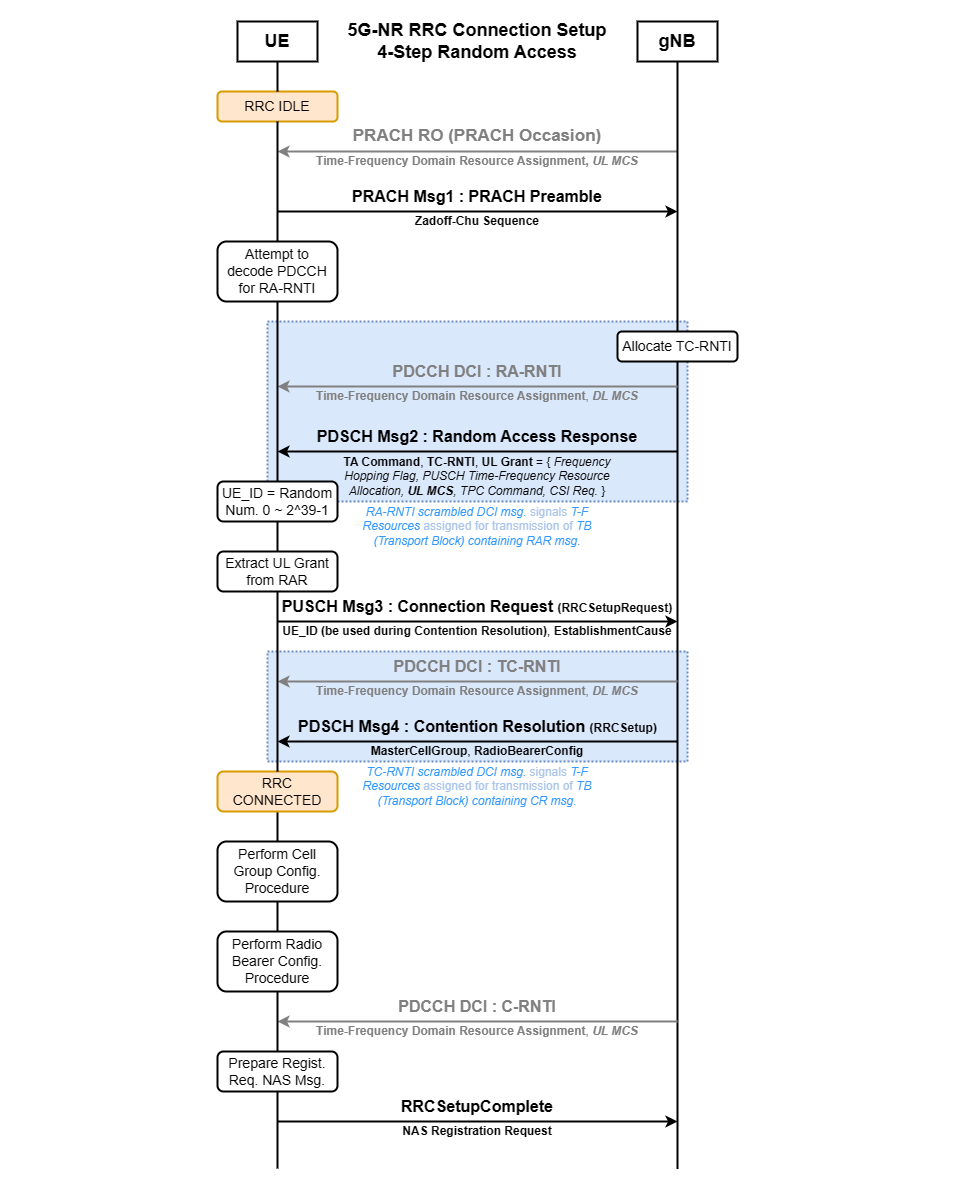 UE
5G-NR RRC Connection Setup
4-Step Random Access
gNB
RRC IDLE
PRACH RO (PRACH Occasion)
Time-Frequency Domain Resource Assignment, UL MCS
PRACH Msg1 : PRACH Preamble
Zadoff-Chu Sequence
Attempt to
decode PDCCH
for RA-RNTI
Allocate TC-RNTI
PDCCH DCI : RA-RNTI
Time-Frequency Domain Resource Assignment, DL MCS
PDSCH Msg2 : Random Access Response
TA Command, TC-RNTI, UL Grant = { Frequency
Hopping Flag, PUSCH Time-Frequency Resource
Allocation, UL MCS, TPC Command, CSI Req. }
UE_ID = Random
Num. 0 ~ 2^39-1
RA-RNTI scrambled DCI msg. signals T-F
Resources assigned for transmission of TB
(Transport Block) containing RAR msg.
Extract UL Grant
from RAR
PUSCH Msg3 : Connection Request (RRCSetupRequest)
UE_ID (be used during Contention Resolution), EstablishmentCause
PDCCH DCI : TC-RNTI
Time-Frequency Domain Resource Assignment, DL MCS
PDSCH Msg4 : Contention Resolution (RRCSetup)
MasterCellGroup, RadioBearerConfig
TC-RNTI scrambled DCI msg. signals T-F
Resources assigned for transmission of TB
(Transport Block) containing CR msg.
RRC
CONNECTED
Perform Cell
Group Config.
Procedure
Perform Radio
Bearer Config.
Procedure
PDCCH DCI : C-RNTI
Time-Frequency Domain Resource Assignment, UL MCS
Prepare Regist.
Req. NAS Msg.
RRCSetupComplete
NAS Registration Request